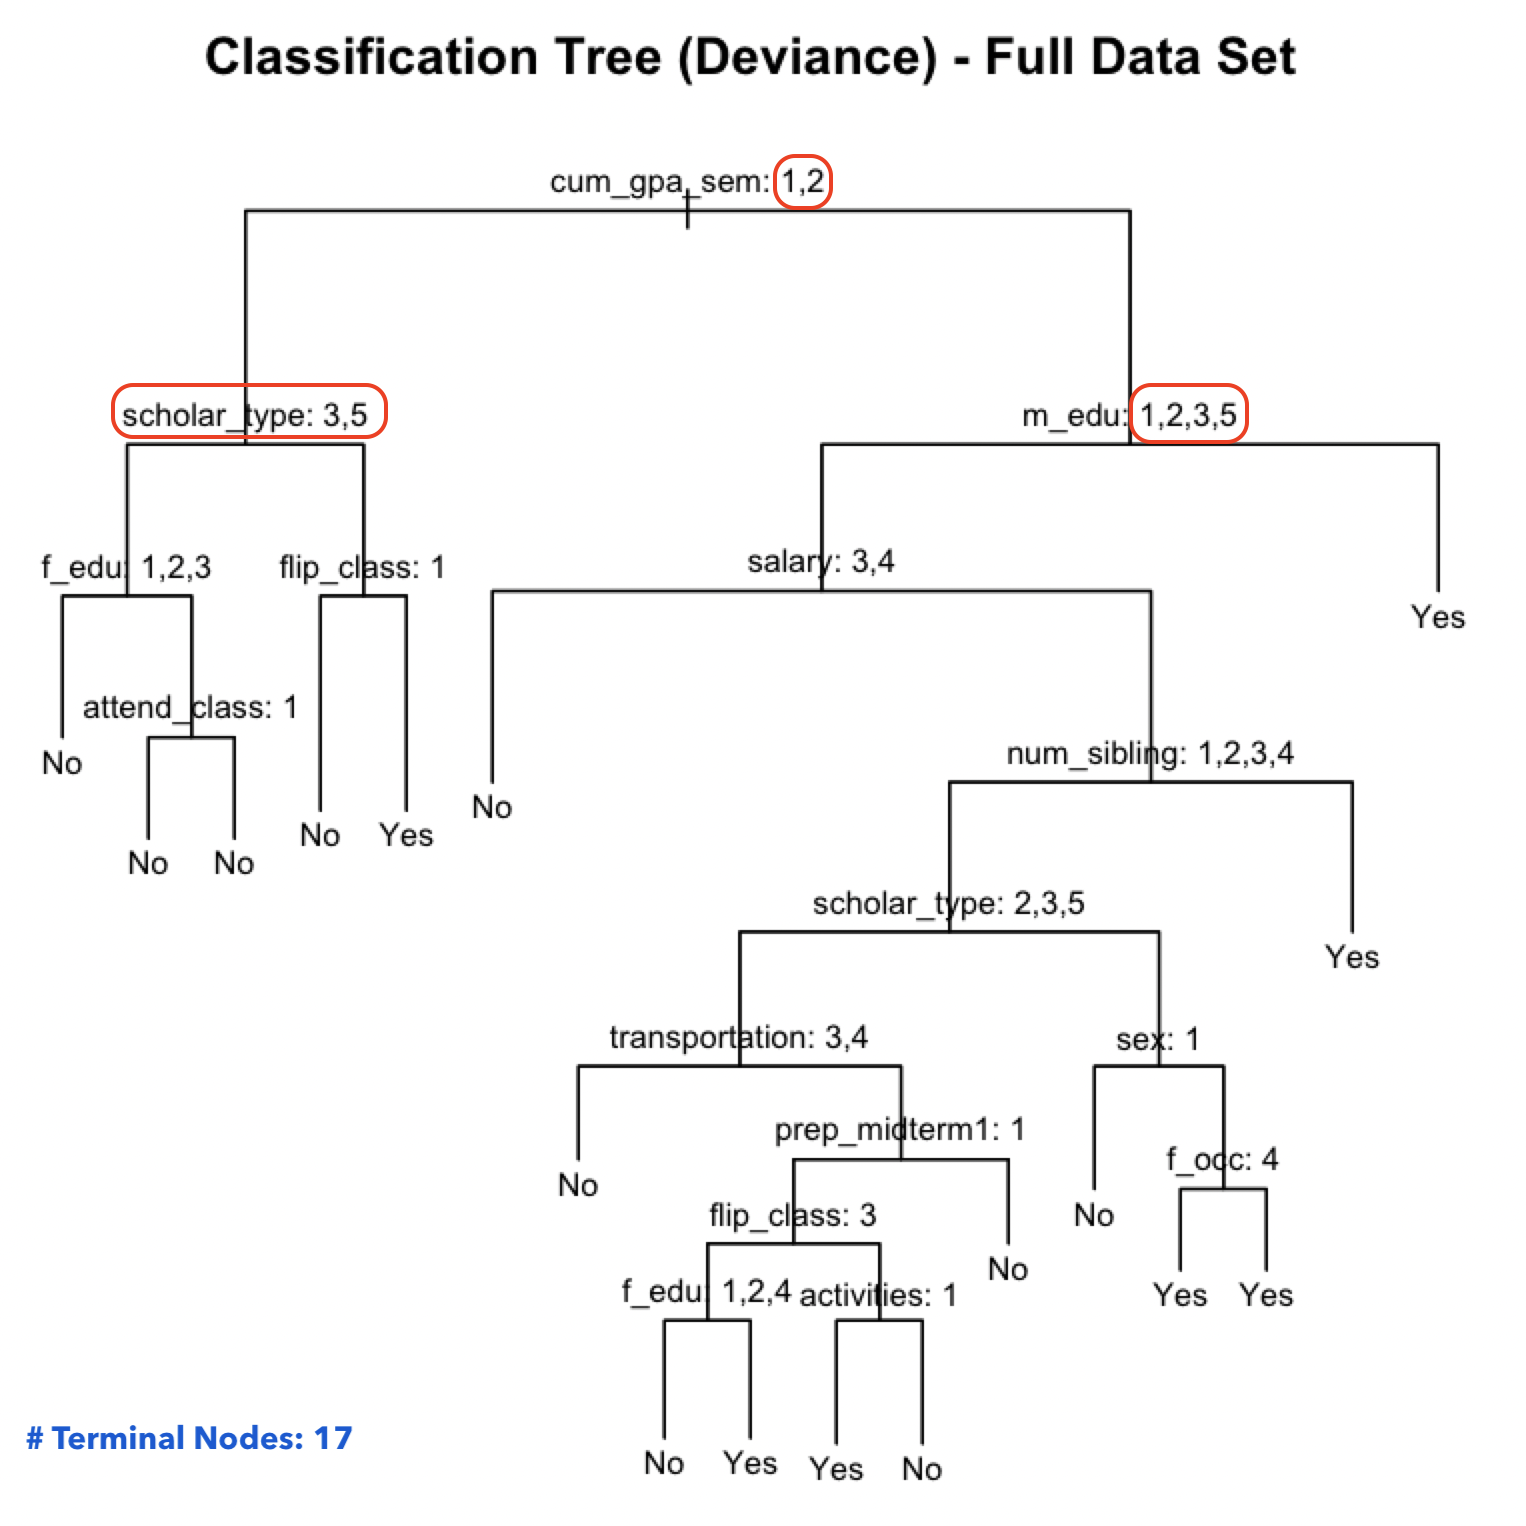 Classification Tree (Deviance) - Full Data Set
cum_gpa_sem: 1,2
scholar_type: 3,5
m_edu: 1,2,3,5
f_edu: 1,2,3
flip_class: 1
salary: 3,4
Yes
attend_class: 1
num_sibling: 1,2,3,4
No
No
No
Yes
No
No
scholar_type: 2,3,5
Yes
transportation: 3,4
sex: 1
prep_midterm1: 1
f_occ: 4
No
No
flip_class: 3
No
f_edu: 1,2,4
activities: 1
Yes
Yes
# Terminal Nodes: 17
No
Yes
Yes
No